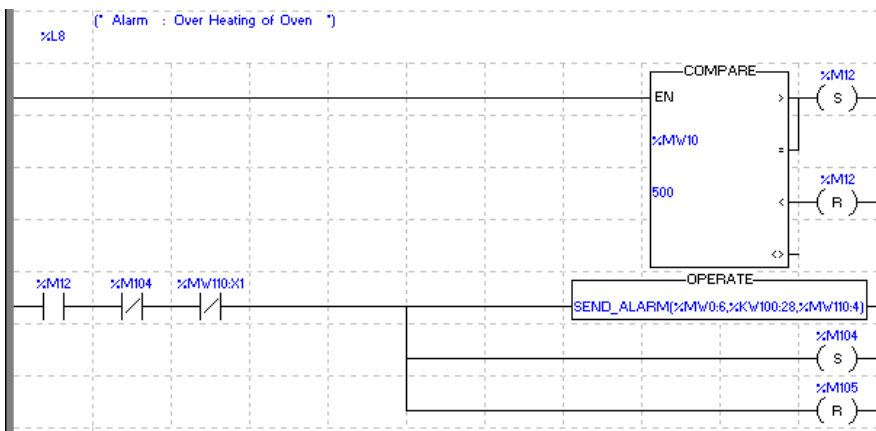 (* Alarm : Over Heating of Oven *)
%L8
COMPARE
%M12
EN > ( S )
%MW10 =
%M12
500 < ( R )
<>
%M12 %M104 %MW110:X1 OPERATE
SEND_ALARM(%MW0:6,%KW100:28,%MW110:4)
%M104
( S )
%M105
( R )